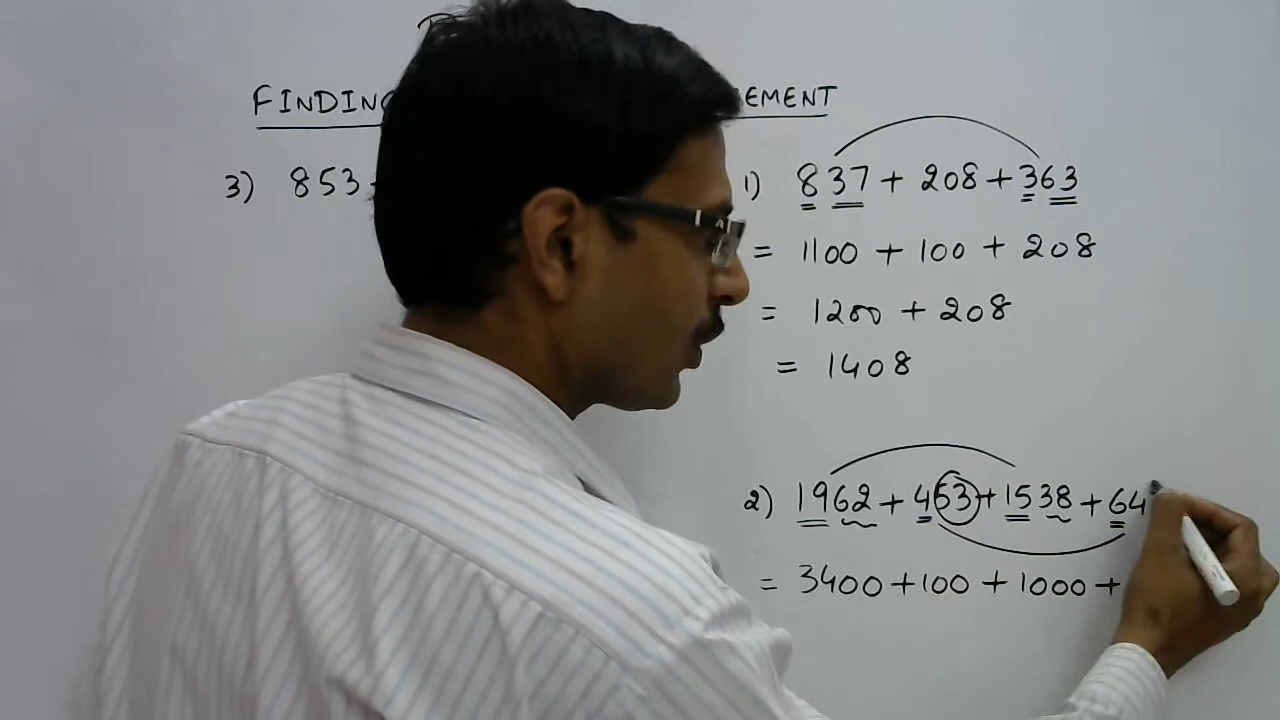 FINDING EMENT
3) 853
1) 837 + 208 + 363
= 1100 + 100 + 208
= 1200 + 208
= 1408
2) 1962 + 453 + 1538 + 64
= 3400 + 100 + 1000 +